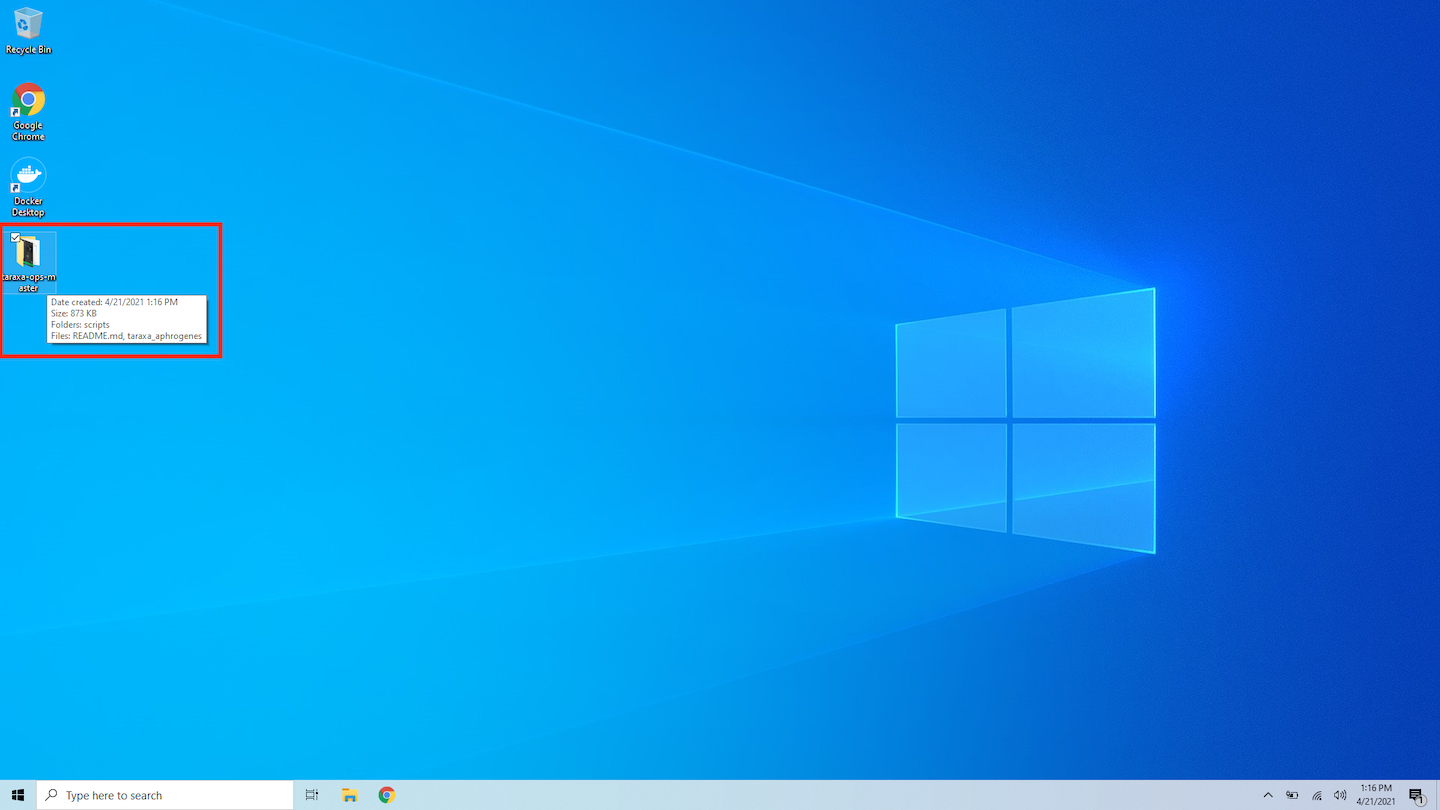 Recycle Bin
Google
Chrome
Docker
Desktop
taraxa-ops-m
aster
Date created: 4/21/2021 1:16 PM
Size: 873 KB
Folders: scripts
Files: README.md, taraxa_aphrogenes
Type here to search
1:16 PM
4/21/2021
1